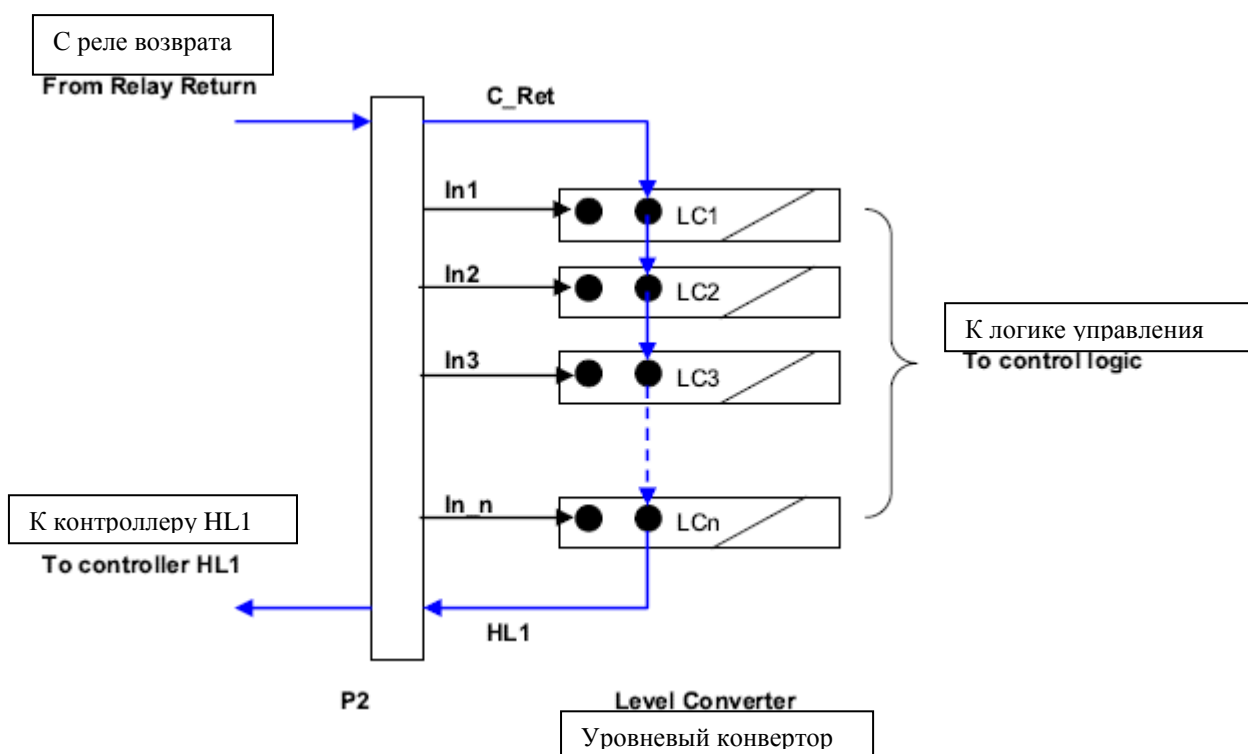 С реле возврата
From Relay Return
C_Ret
In1
LC1
In2
LC2
In3
LC3
К логике управления
To control logic
In_n
LCn
К контроллеру HL1
To controller HL1
HL1
P2
Level Converter
Уровневый конвертор